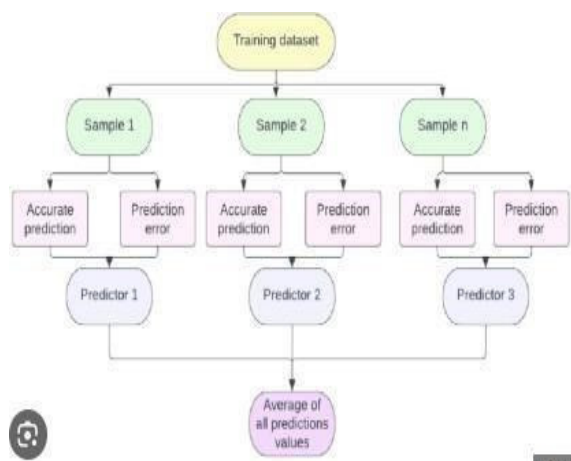 Training dataset
Sample 1
Sample 2
Sample n
Accurate
prediction
Prediction
error
Accurate
prediction
Prediction
error
Accurate
prediction
Prediction
error
Predictor 1
Predictor 2
Predictor 3
Average of
all predictions
values